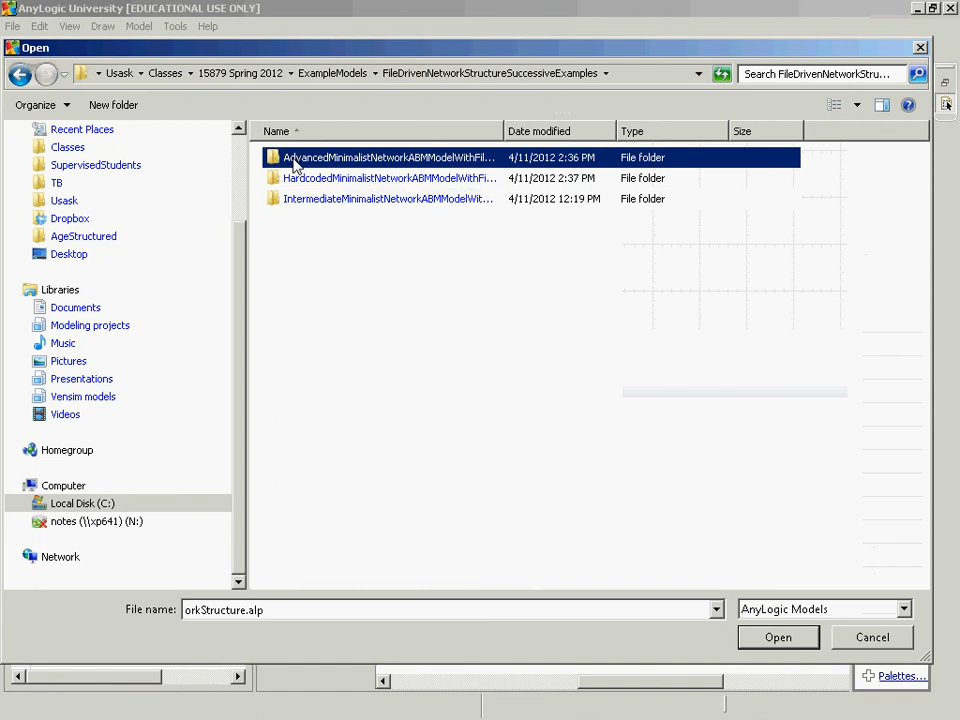 AnyLogic University [EDUCATIONAL USE ONLY]
File Edit View Draw Model Tools Help
Open
Usask Classes 15879 Spring 2012 ExampleModels FileDrivenNetworkStructureSuccessiveExamples
Search FileDrivenNetworkStru...
Organize New folder
Name Date modified Type Size
Recent Places
Classes
SupervisedStudents
TB
Usask
Dropbox
AgeStructured
Desktop
Libraries
Documents
Modeling projects
Music
Pictures
Presentations
Vensim models
Videos
Homegroup
Computer
Local Disk (C:)
notes (\\xp641) (N:)
Network
AdvancedMinimalistNetworkABMModelWithFil... 4/11/2012 2:36 PM File folder
HardcodedMinimalistNetworkABMModelWithFi... 4/11/2012 2:37 PM File folder
IntermediateMinimalistNetworkABMModelWit... 4/11/2012 12:19 PM File folder
File name: orkStructure.alp
AnyLogic Models
Open Cancel
Palettes...